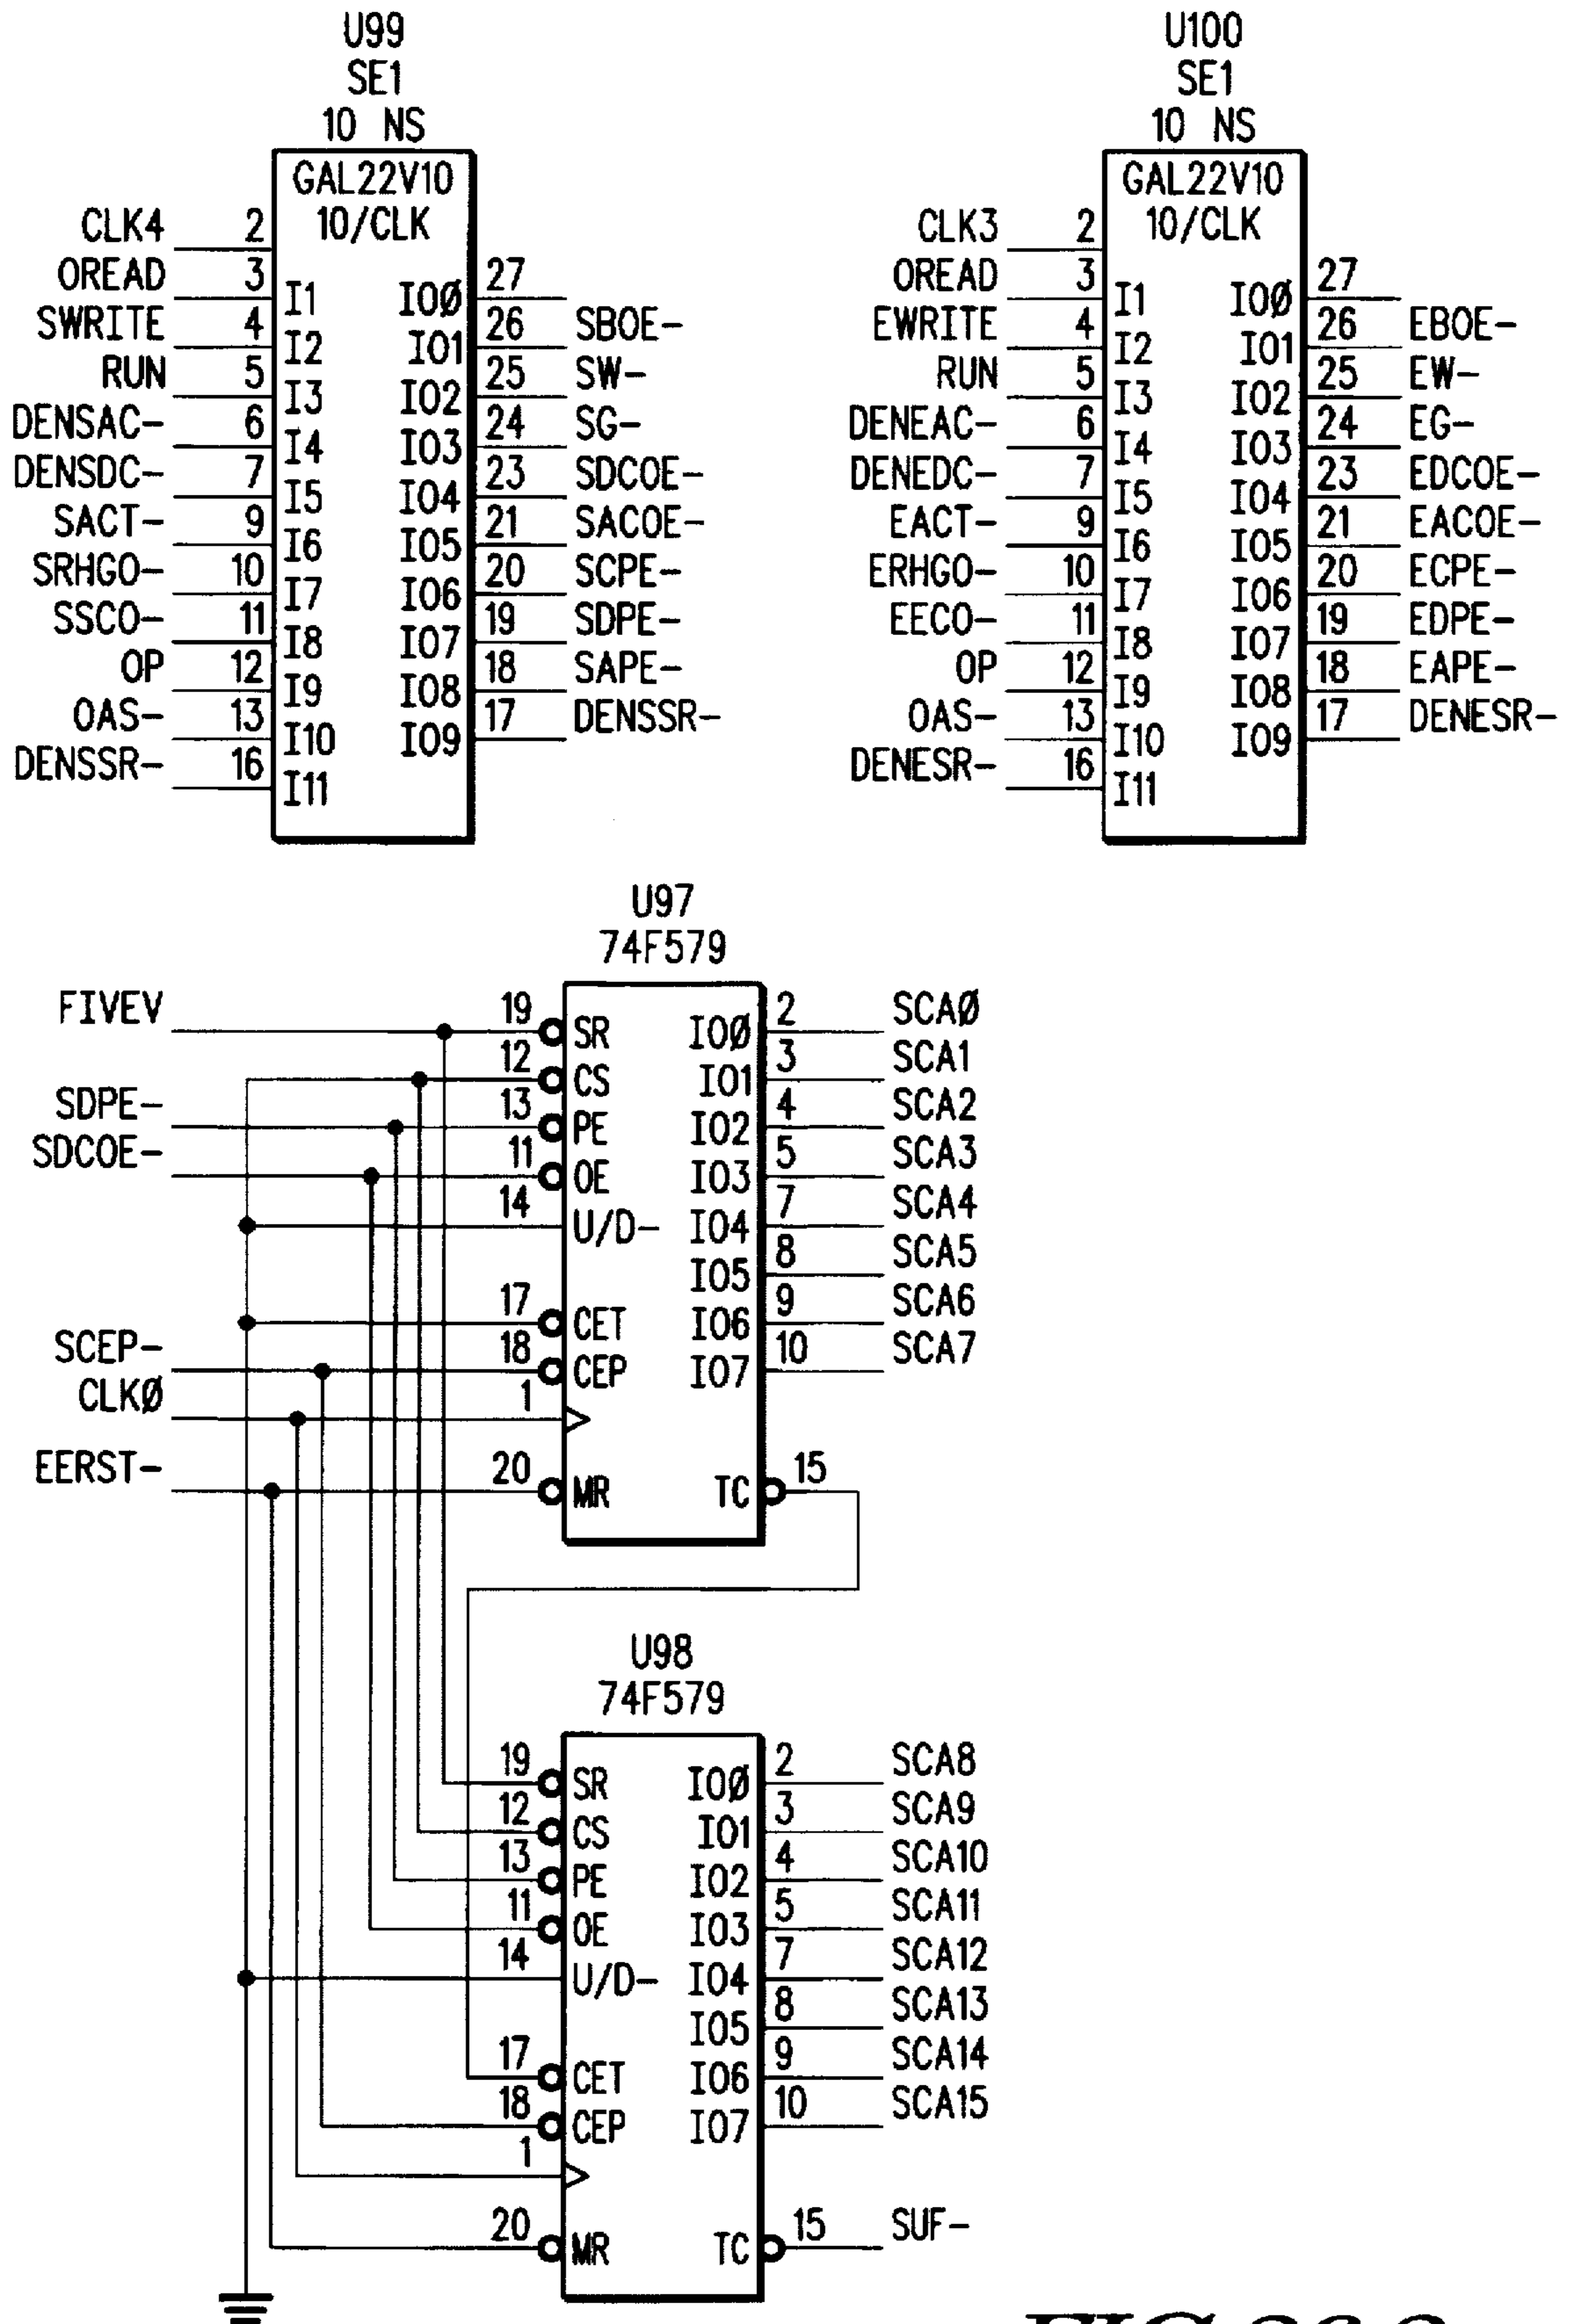 U99
SE1
10 NS
GAL22V10
10/CLK
CLK4 2
OREAD 3 I1 IOØ 27
SWRITE 4 I2 IO1 26 SBOE-
RUN 5 I3 IO2 25 SW-
DENSAC- 6 I4 IO3 24 SG-
DENSDC- 7 I5 IO4 23 SDCOE-
SACT- 9 I6 IO5 21 SACOE-
SRHGO- 10 I7 IO6 20 SCPE-
SSCO- 11 I8 IO7 19 SDPE-
OP 12 I9 IO8 18 SAPE-
OAS- 13 I10 IO9 17 DENSSR-
DENSSR- 16 I11
U100
SE1
10 NS
GAL22V10
10/CLK
CLK3 2
OREAD 3 I1 IOØ 27
EWRITE 4 I2 IO1 26 EBOE-
RUN 5 I3 IO2 25 EW-
DENEAC- 6 I4 IO3 24 EG-
DENEDC- 7 I5 IO4 23 EDCOE-
EACT- 9 I6 IO5 21 EACOE-
ERHGO- 10 I7 IO6 20 ECPE-
EECO- 11 I8 IO7 19 EDPE-
OP 12 I9 IO8 18 EAPE-
OAS- 13 I10 IO9 17 DENESR-
DENESR- 16 I11
U97
74F579
FIVEV 19 SR IOØ 2 SCAØ
12 CS IO1 3 SCA1
SDPE- 13 PE IO2 4 SCA2
SDCOE- 11 OE IO3 5 SCA3
14 U/D- IO4 7 SCA4
IO5 8 SCA5
17 CET IO6 9 SCA6
SCEP- 18 CEP IO7 10 SCA7
CLKØ 1
EERST- 20 MR TC 15
U98
74F579
19 SR IOØ 2 SCA8
12 CS IO1 3 SCA9
13 PE IO2 4 SCA10
11 OE IO3 5 SCA11
14 U/D- IO4 7 SCA12
IO5 8 SCA13
17 CET IO6 9 SCA14
18 CEP IO7 10 SCA15
1
20 MR TC 15 SUF-